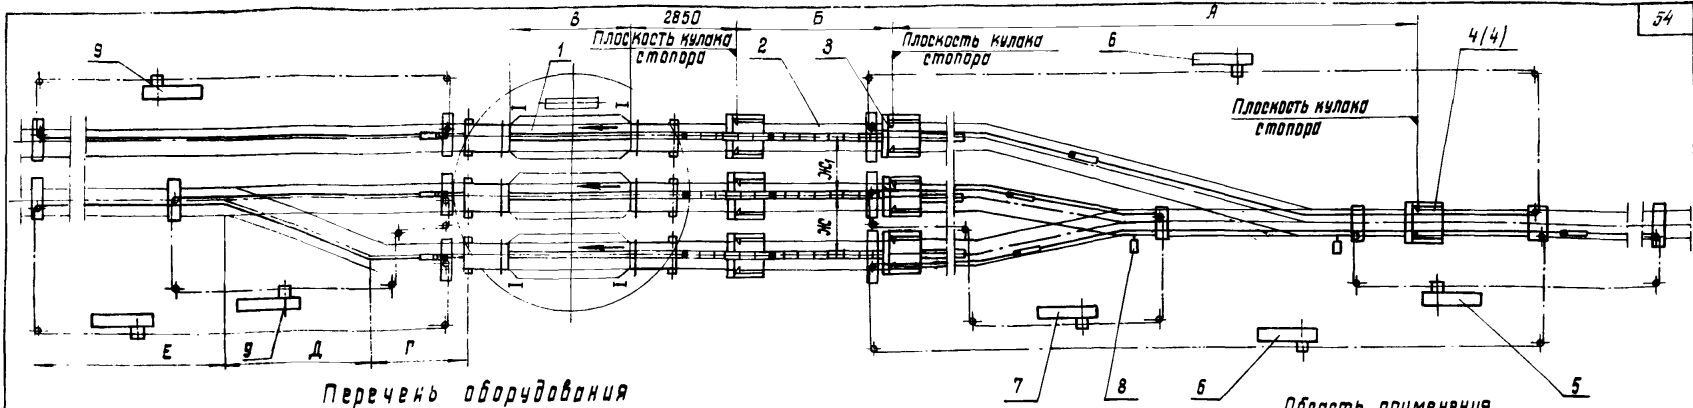 В
2850
Б
А
54
Плоскость кулака
стопора
Плоскость кулака
стопора
9
1
2
3
6
4(4)
Плоскость кулака
стопора
Ж1
Ж
Е
9
Д
Г
7
8
6
5
Перечень оборудования
Область применения